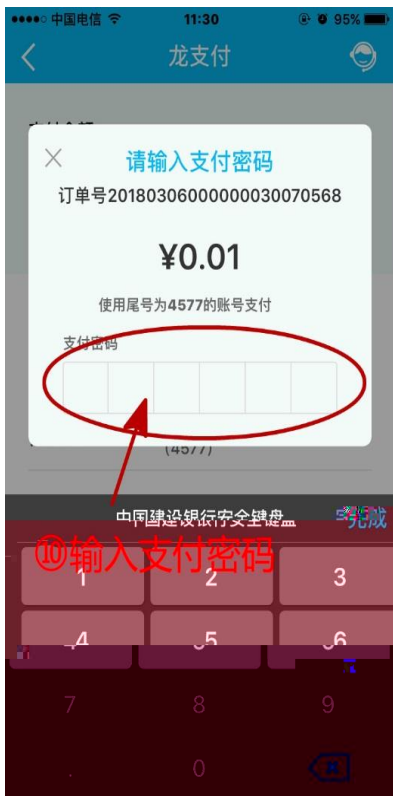 中国电信 11:30 95%
龙支付
请输入支付密码
订单号20180306000000030070568
¥0.01
使用尾号为4577的账号支付
支付密码
(4577)
中国建设银行安全键盘 完成
⑩输入支付密码
1 2 3
4 5 6
7 8 9
. 0